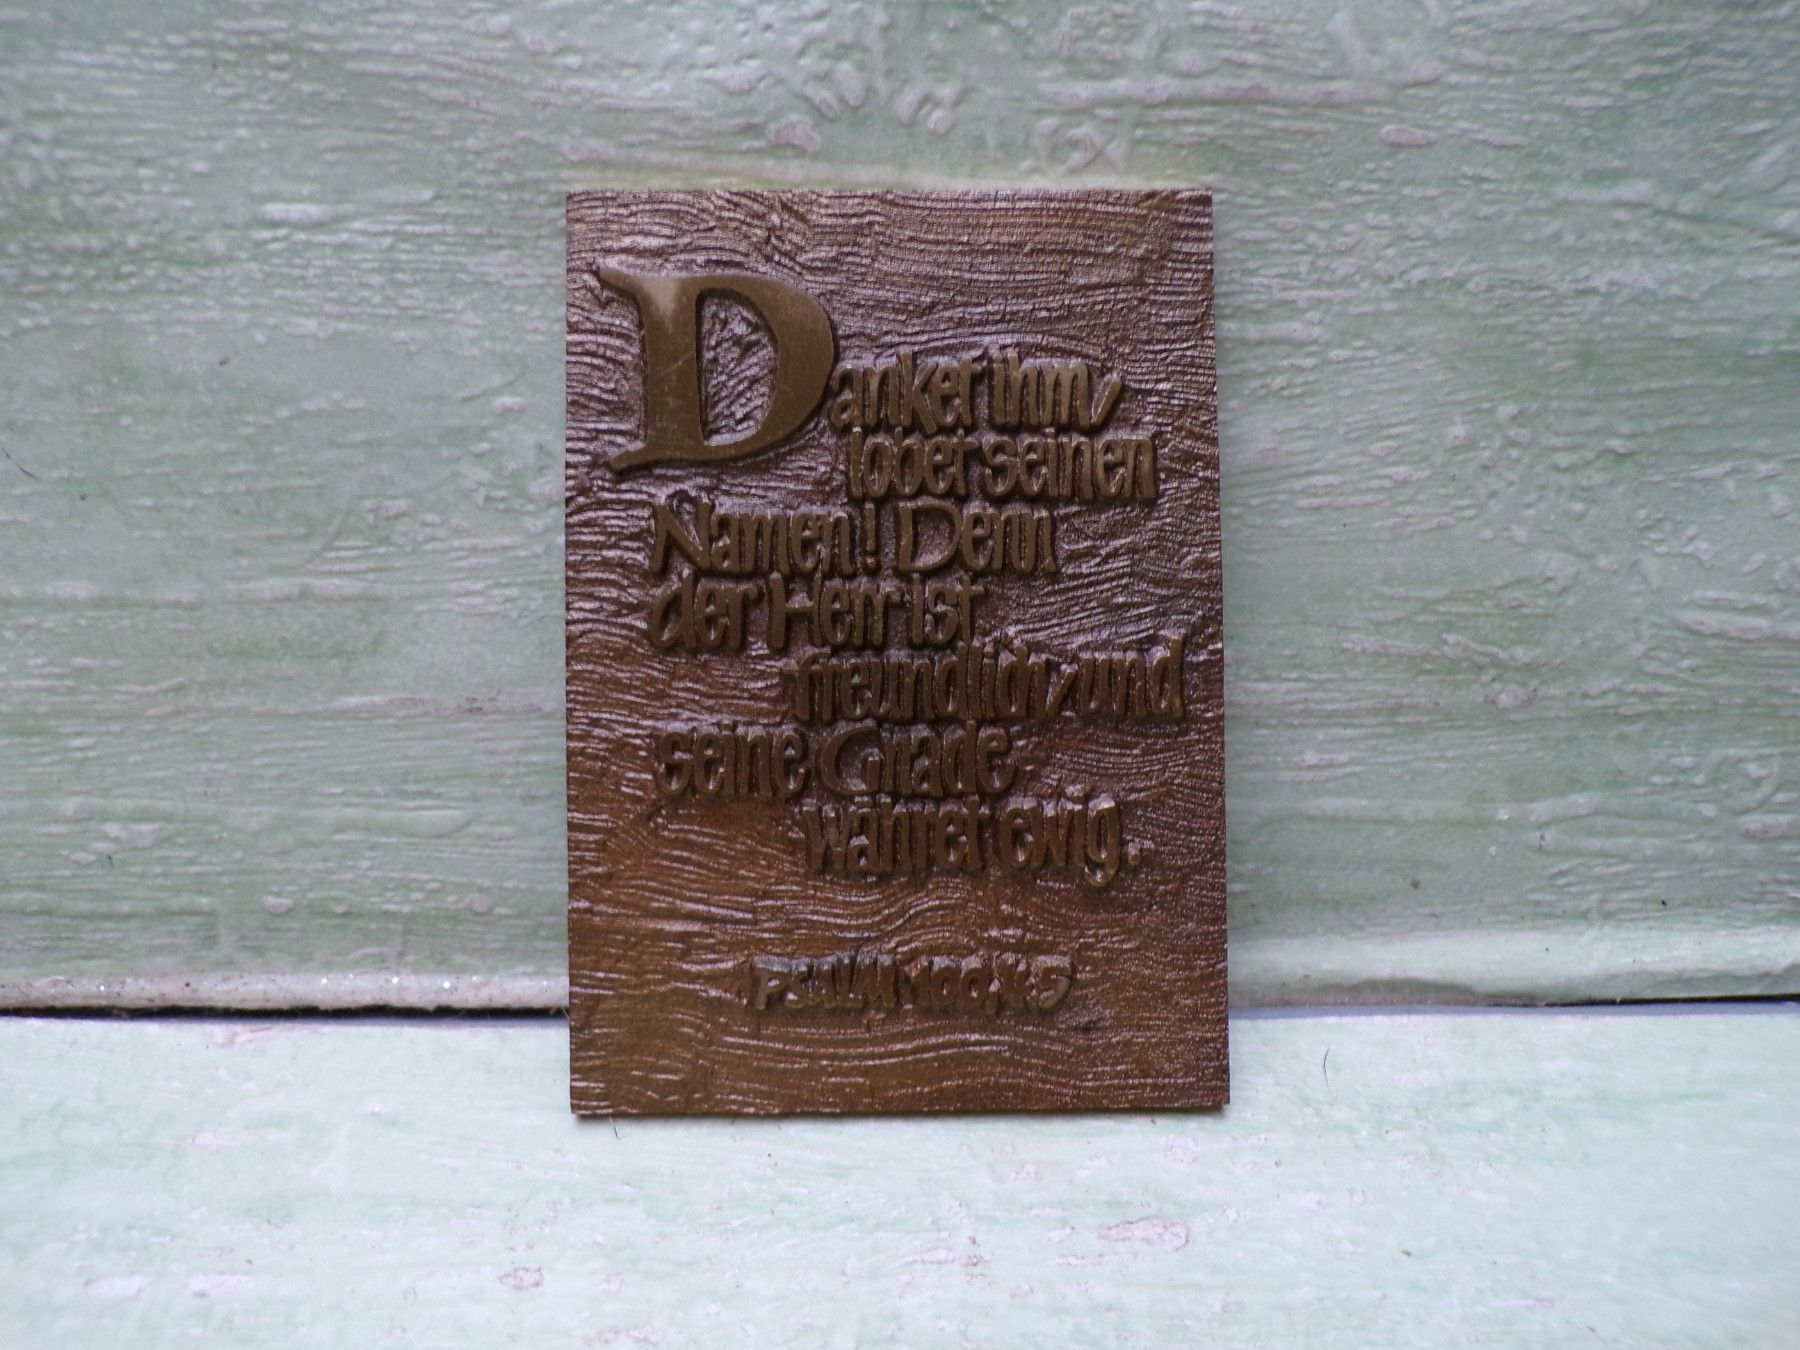 Danket ihm/
lobet seinen
Namen! Denn
der Herr ist
freundlich/und
seine Gnade
währet ewig.
PSALM 100,4.5